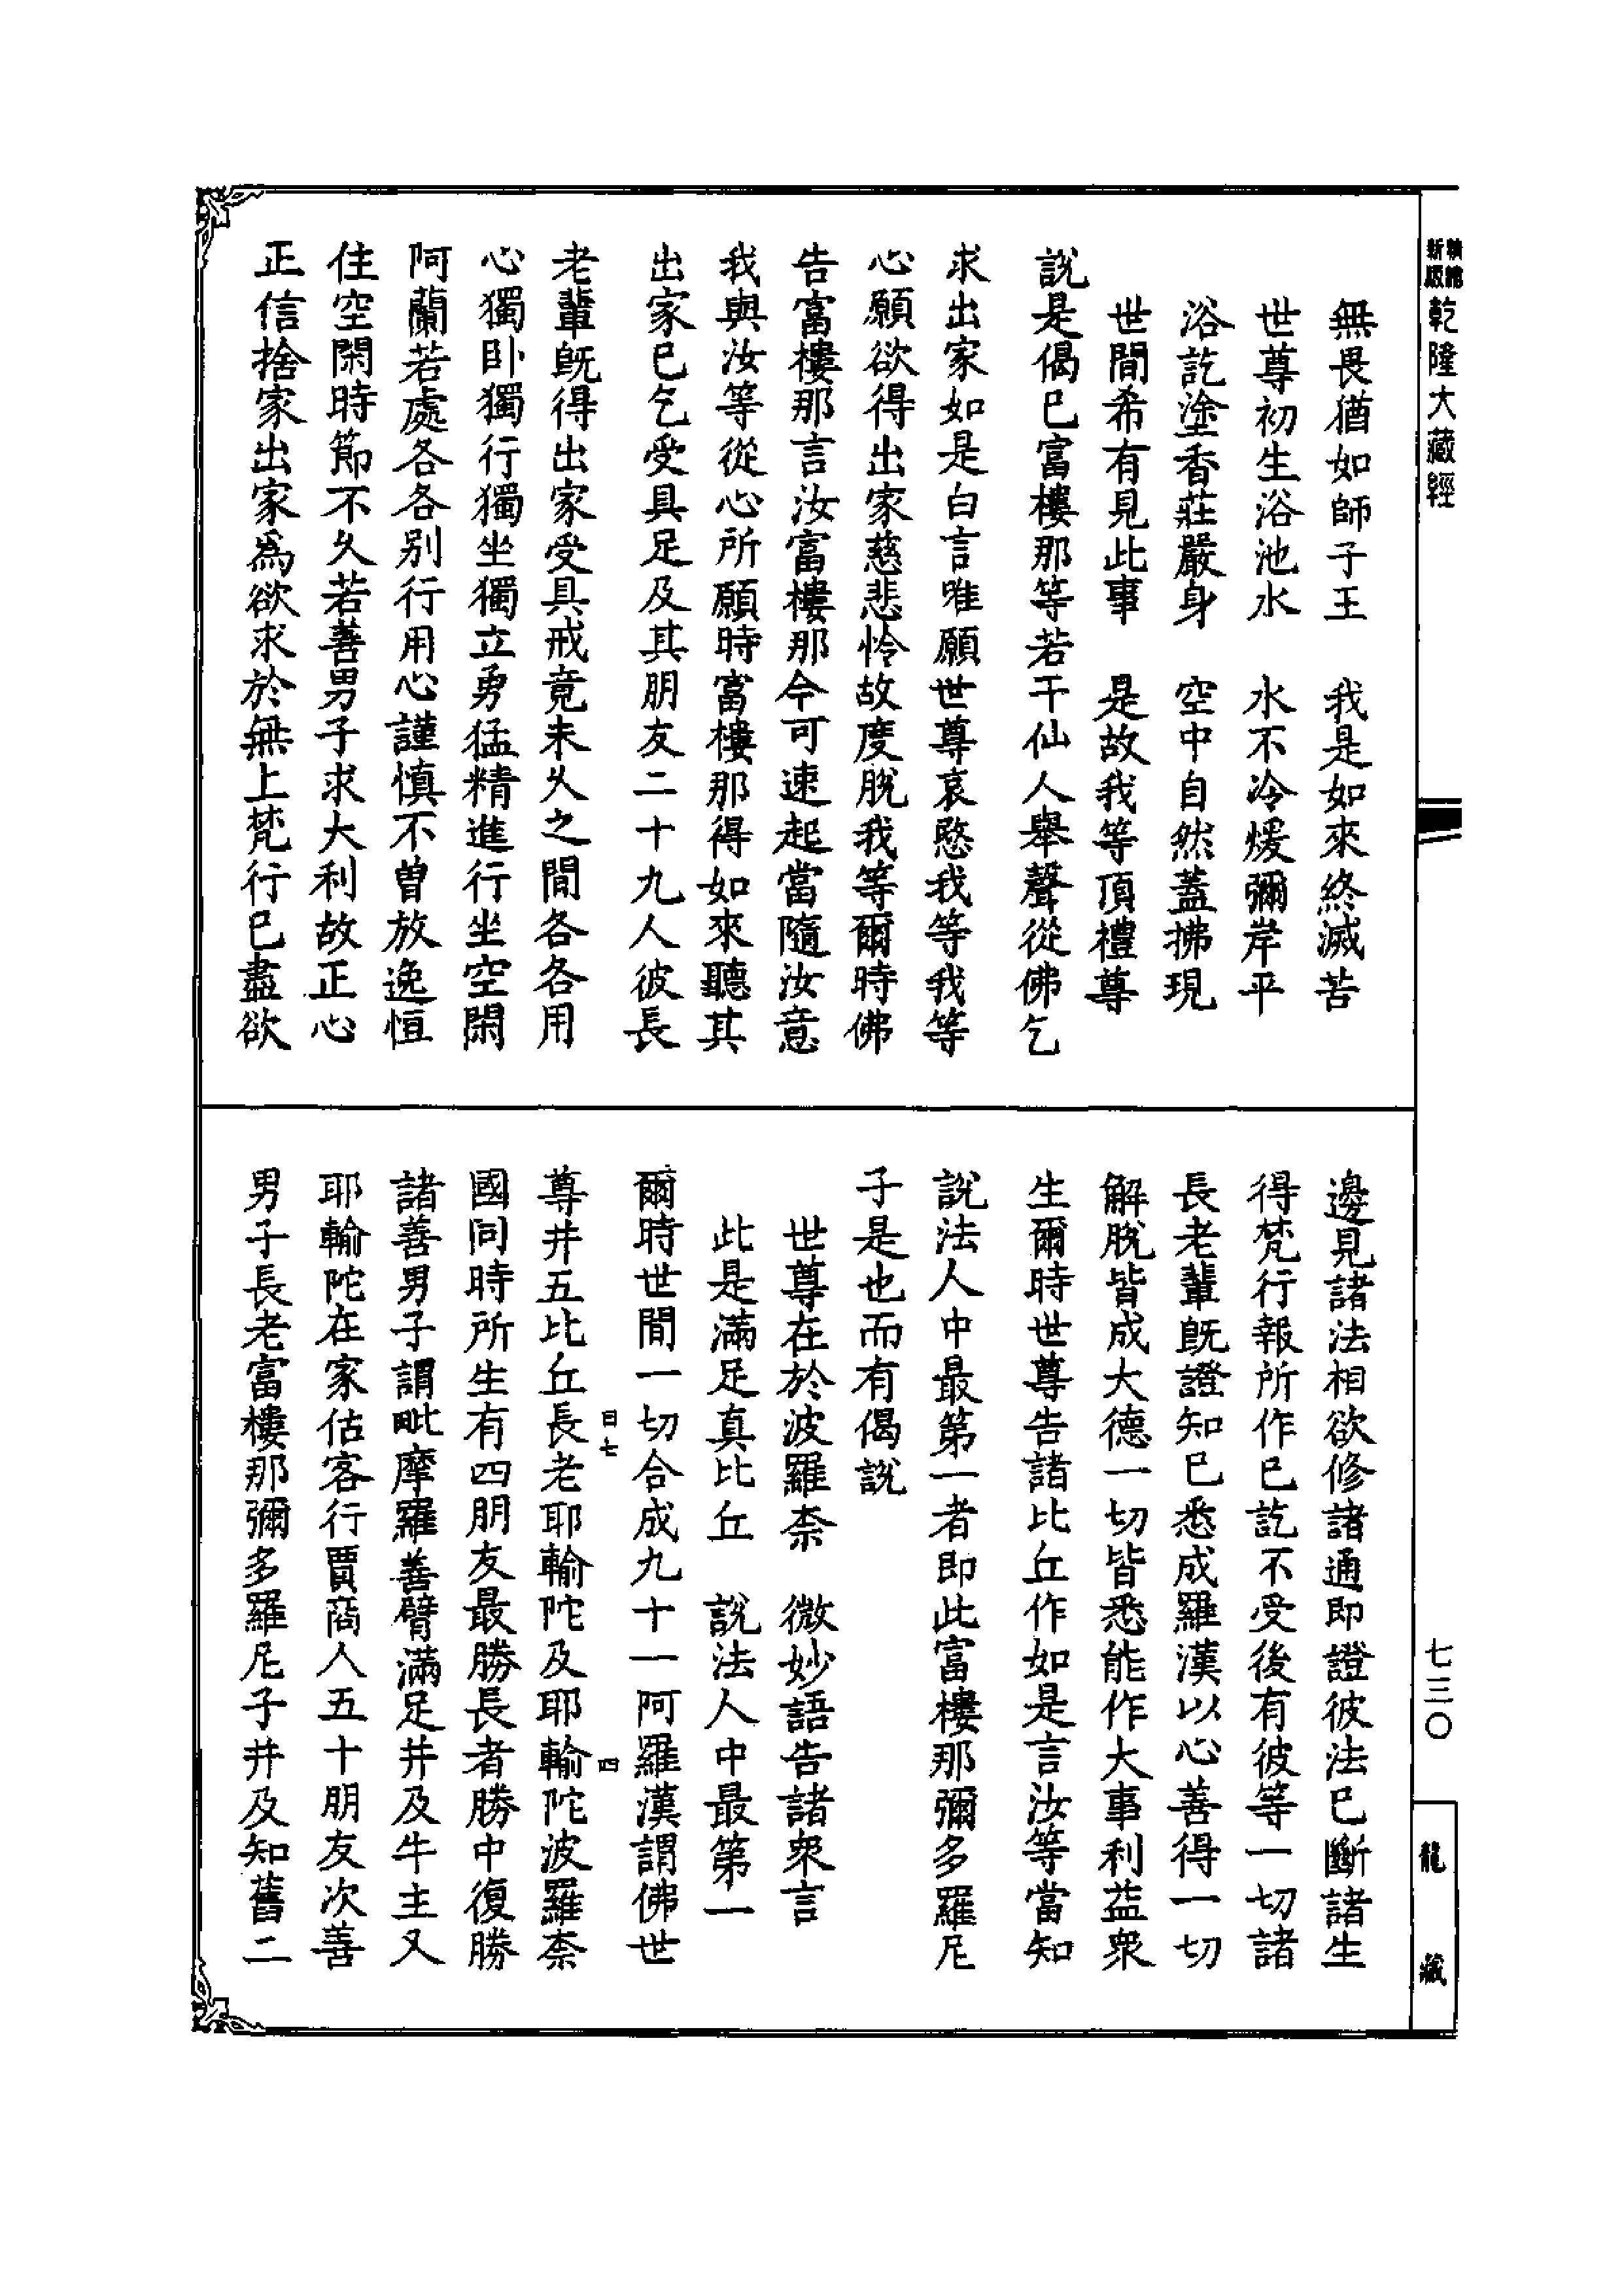 新版
精縮
乾隆大藏經
無畏猶如師子王　我是如來終滅苦
世尊初生浴池水　水不冷煖彌岸平
浴訖塗香莊嚴身　空中自然蓋拂現
世間希有見此事　是故我等頂禮尊
說是偈已富樓那等若干仙人舉聲從佛乞
求出家如是白言唯願世尊哀愍我等我等
心願欲得出家慈悲怜故度脫我等爾時佛
告富樓那言汝富樓那今可速起當隨汝意
我與汝等從心所願時富樓那得如來聽其
出家已乞受具足及其朋友二十九人彼長
老輩旣得出家受具戒竟未久之間各各用
心獨卧獨行獨坐獨立勇猛精進行坐空閑
阿蘭若處各各別行用心謹慎不曾放逸恒
住空閑時節不久若善男子求大利故正心
正信捨家出家爲欲求於無上梵行已盡欲
邊見諸法相欲修諸通即證彼法已斷諸生
得梵行報所作已訖不受後有彼等一切諸
長老輩旣證知已悉成羅漢以心善得一切
解脫皆成大德一切皆悉能作大事利益衆
生爾時世尊告諸比丘作如是言汝等當知
說法人中最第一者即此富樓那彌多羅尼
子是也而有偈說
世尊在於波羅柰　微妙語告諸衆言
此是滿足真比丘　說法人中最第一
爾時世間一切合成九十一阿羅漢謂佛世
曰七　四
尊并五比丘長老耶輸陀及耶輸陀波羅柰
國同時所生有四朋友最勝長者勝中復勝
諸善男子謂毗摩羅善臂滿足并及牛主又
耶輸陀在家估客行賈商人五十朋友次善
男子長老富樓那彌多羅尼子并及知舊二
七三〇
龍藏